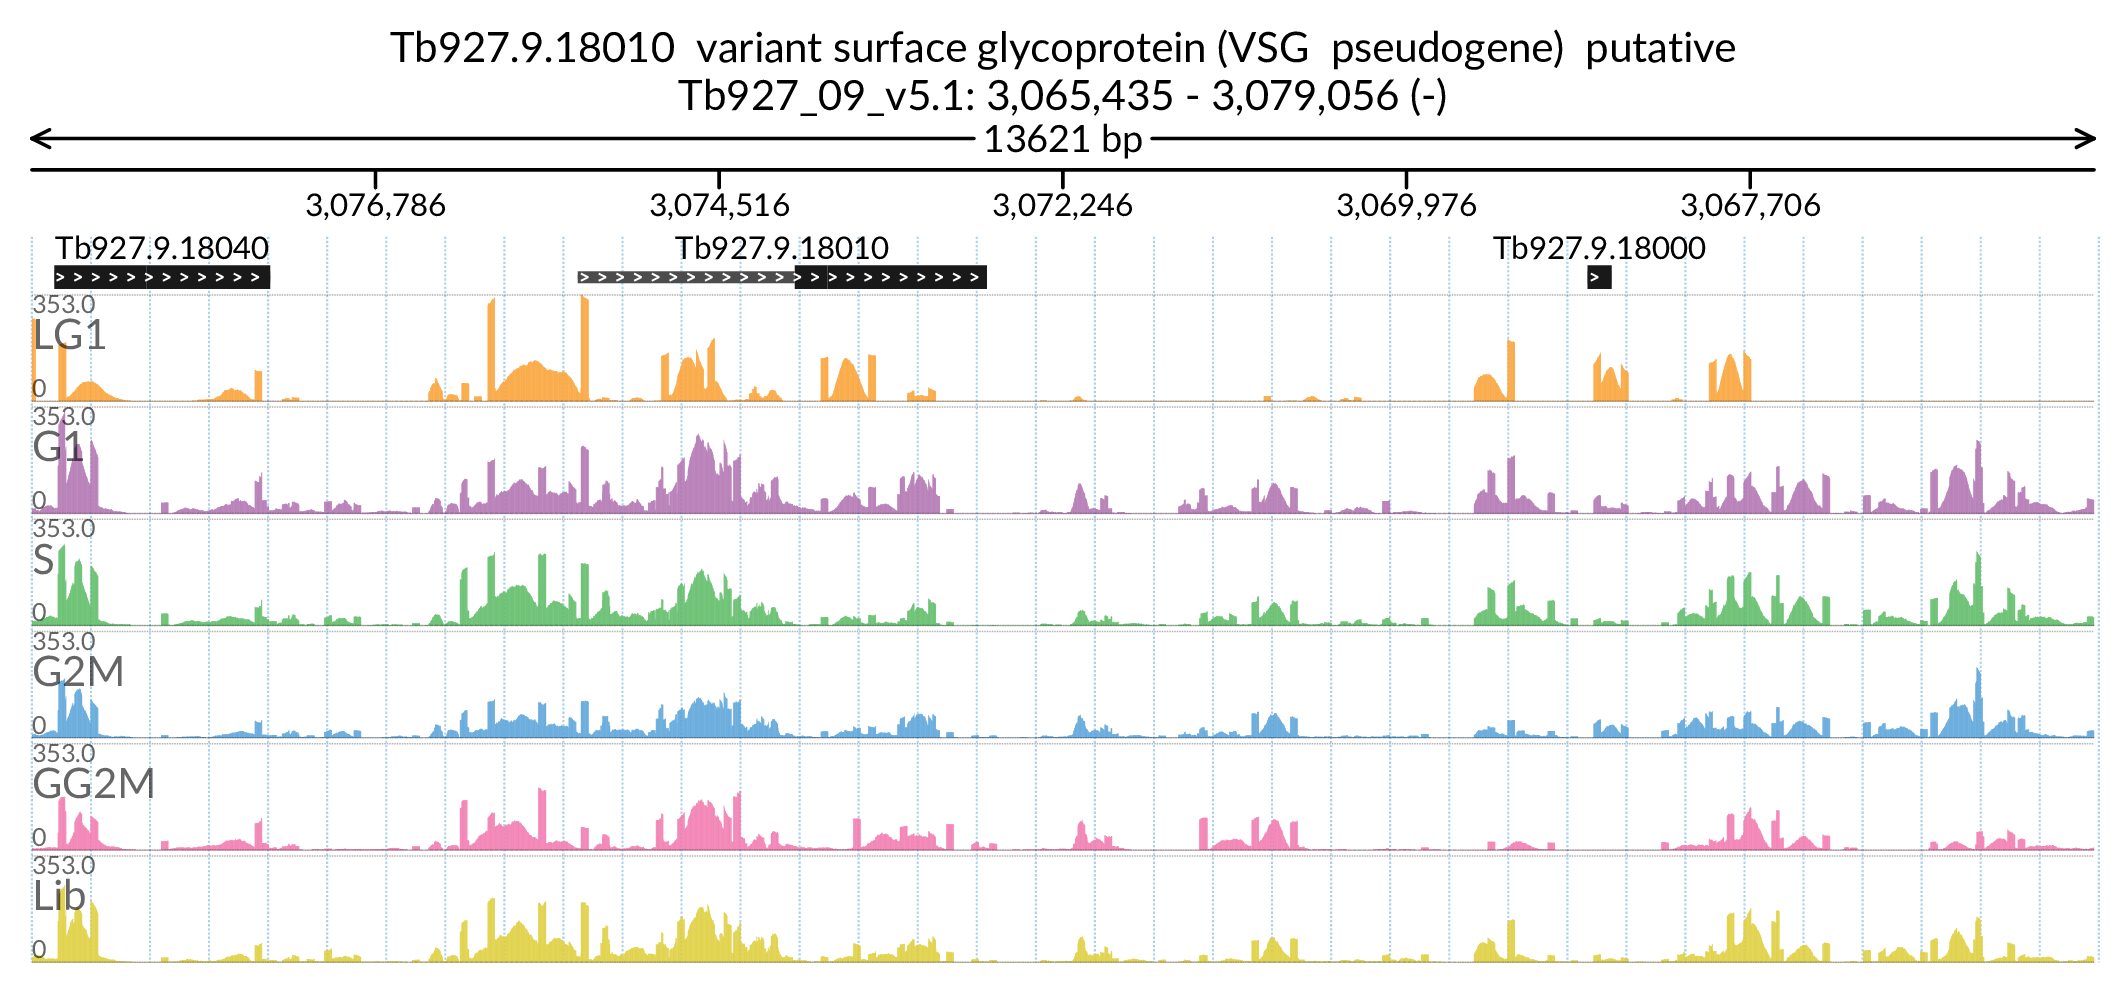 Tb927.9.18010 variant surface glycoprotein (VSG pseudogene) putative
Tb927_09_v5.1: 3,065,435 - 3,079,056 (-)
13621 bp
3,076,786 3,074,516 3,072,246 3,069,976 3,067,706
Tb927.9.18040 Tb927.9.18010 Tb927.9.18000
353.0
LG1
0
353.0
G1
0
353.0
S
0
353.0
G2M
0
353.0
GG2M
0
353.0
Lib
0